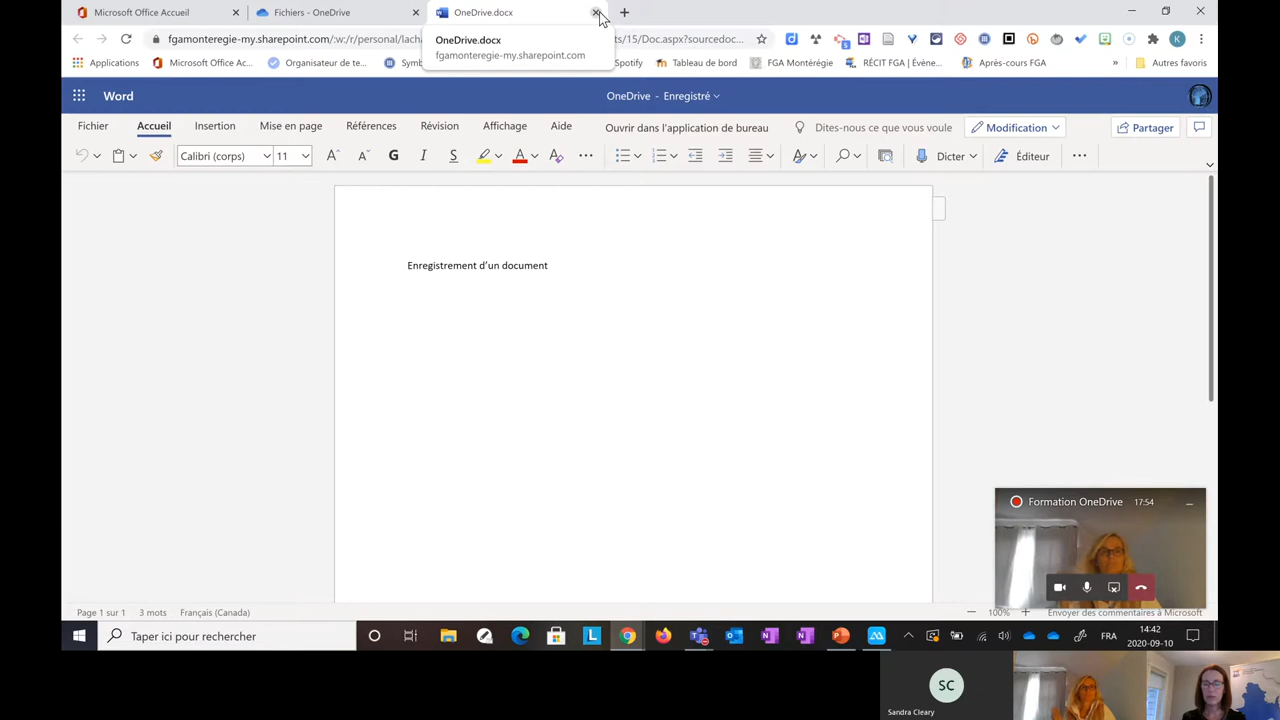 Microsoft Office Accueil
Fichiers - OneDrive
OneDrive.docx
OneDrive.docx
fgamonteregie-my.sharepoint.com
fgamonteregie-my.sharepoint.com/:w:/r/personal/lacha
ts/15/Doc.aspx?sourcedoc...
5
K
Applications
Microsoft Office Ac...
Organisateur de te...
Symb
Spotify
Tableau de bord
FGA Montérégie
RÉCIT FGA | Évène...
Après-cours FGA
»
Autres favoris
Word
OneDrive - Enregistré
Fichier
Accueil
Insertion
Mise en page
Références
Révision
Affichage
Aide
Ouvrir dans l'application de bureau
Dites-nous ce que vous voule
Modification
Partager
Calibri (corps)
11
G
I
S
Dicter
Éditeur
Enregistrement d'un document
Formation OneDrive
17:54
Page 1 sur 1
3 mots
Français (Canada)
100%
Envoyer des commentaires à Microsoft
Taper ici pour rechercher
FRA
14:42
2020-09-10
SC
Sandra Cleary